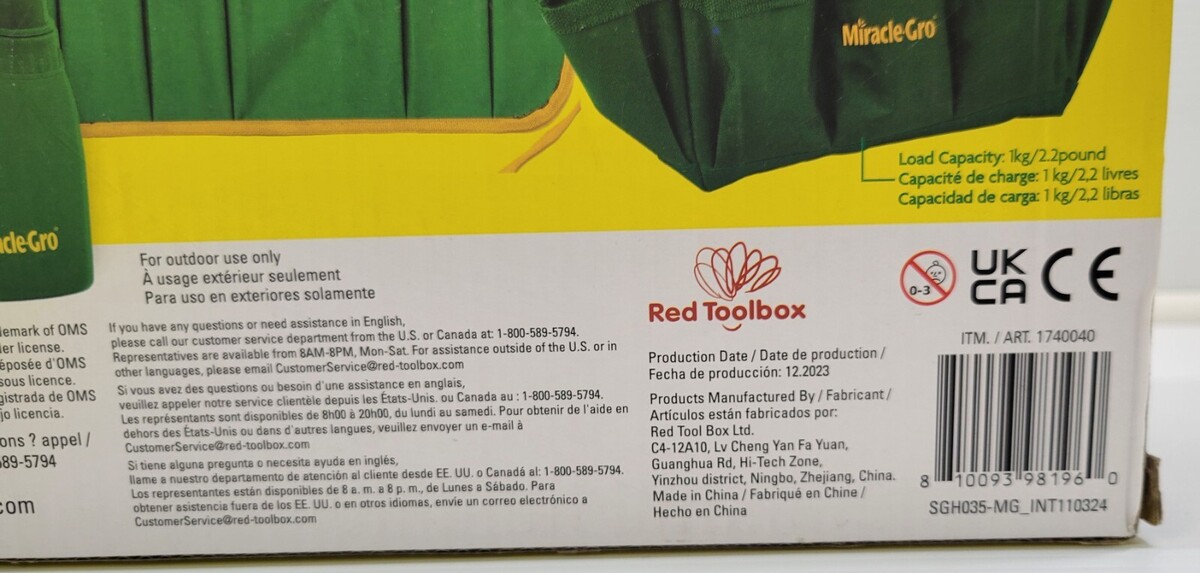 Miracle-Gro
Load Capacity: 1kg/2.2pound
Capacité de charge: 1 kg/2,2 livres
Capacidad de carga: 1 kg/2,2 libras
cle-Gro
For outdoor use only
À usage extérieur seulement
Para uso en exteriores solamente
emark of OMS
er license.
éposée d'OMS
sous licence.
gistrada de OMS
jo licencia.
ons ? appel /
89-5794
com
If you have any questions or need assistance in English,
please call our customer service department from the U.S. or Canada at: 1-800-589-5794.
Representatives are available from 8AM-8PM, Mon-Sat. For assistance outside of the U.S. or in
other languages, please email CustomerService@red-toolbox.com
Si vous avez des questions ou besoin d'une assistance en anglais,
veuillez appeler notre service clientèle depuis les États-Unis. ou Canada au : 1-800-589-5794.
Les représentants sont disponibles de 8h00 à 20h00, du lundi au samedi. Pour obtenir de l'aide en
dehors des États-Unis ou dans d'autres langues, veuillez envoyer un e-mail à
CustomerService@red-toolbox.com
Si tiene alguna pregunta o necesita ayuda en inglés,
llame a nuestro departamento de atención al cliente desde EE. UU. o Canadá al: 1-800-589-5794.
Los representantes están disponibles de 8 a. m. a 8 p. m., de Lunes a Sábado. Para
obtener asistencia fuera de los EE. UU. o en otros idiomas, envíe un correo electrónico a
CustomerService@red-toolbox.com
Red Toolbox
Production Date / Date de production /
Fecha de producción: 12.2023
Products Manufactured By / Fabricant /
Artículos están fabricados por:
Red Tool Box Ltd.
C4-12A10, Lv Cheng Yan Fa Yuan,
Guanghua Rd, Hi-Tech Zone,
Yinzhou district, Ningbo, Zhejiang, China.
Made in China / Fabriqué en Chine /
Hecho en China
0-3
UK
CA
CE
ITM. / ART. 1740040
8 10093 98196 0
SGH035-MG_INT110324